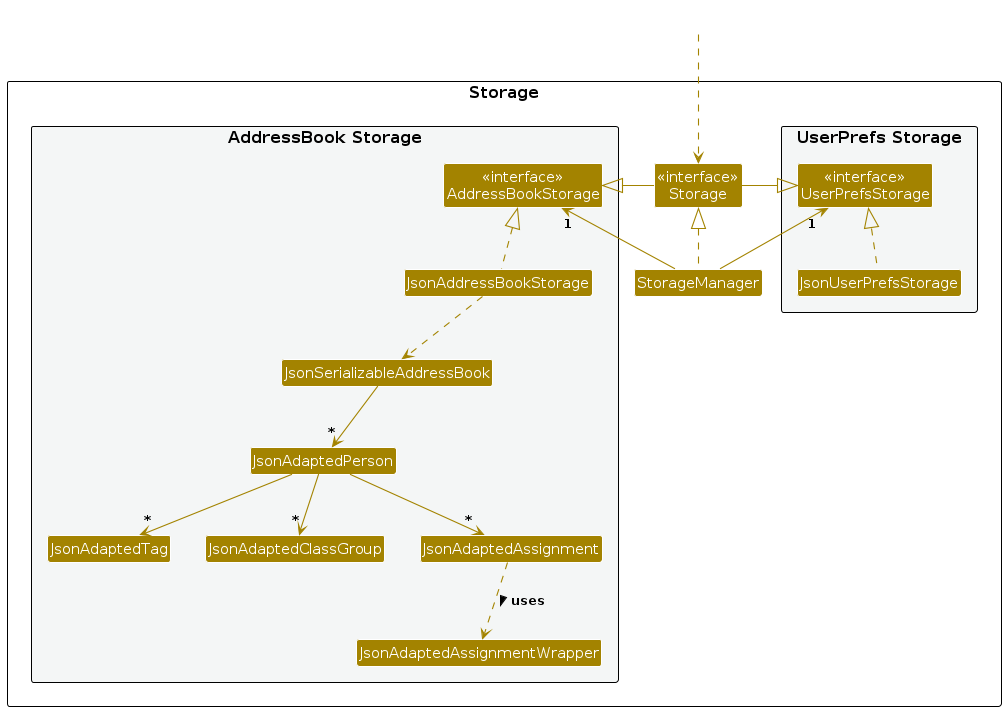 Storage
AddressBook Storage
UserPrefs Storage
«interface»
AddressBookStorage
«interface»
Storage
«interface»
UserPrefsStorage
1
1
JsonAddressBookStorage
StorageManager
JsonUserPrefsStorage
JsonSerializableAddressBook
*
JsonAdaptedPerson
*
*
*
JsonAdaptedTag
JsonAdaptedClassGroup
JsonAdaptedAssignment
uses
JsonAdaptedAssignmentWrapper